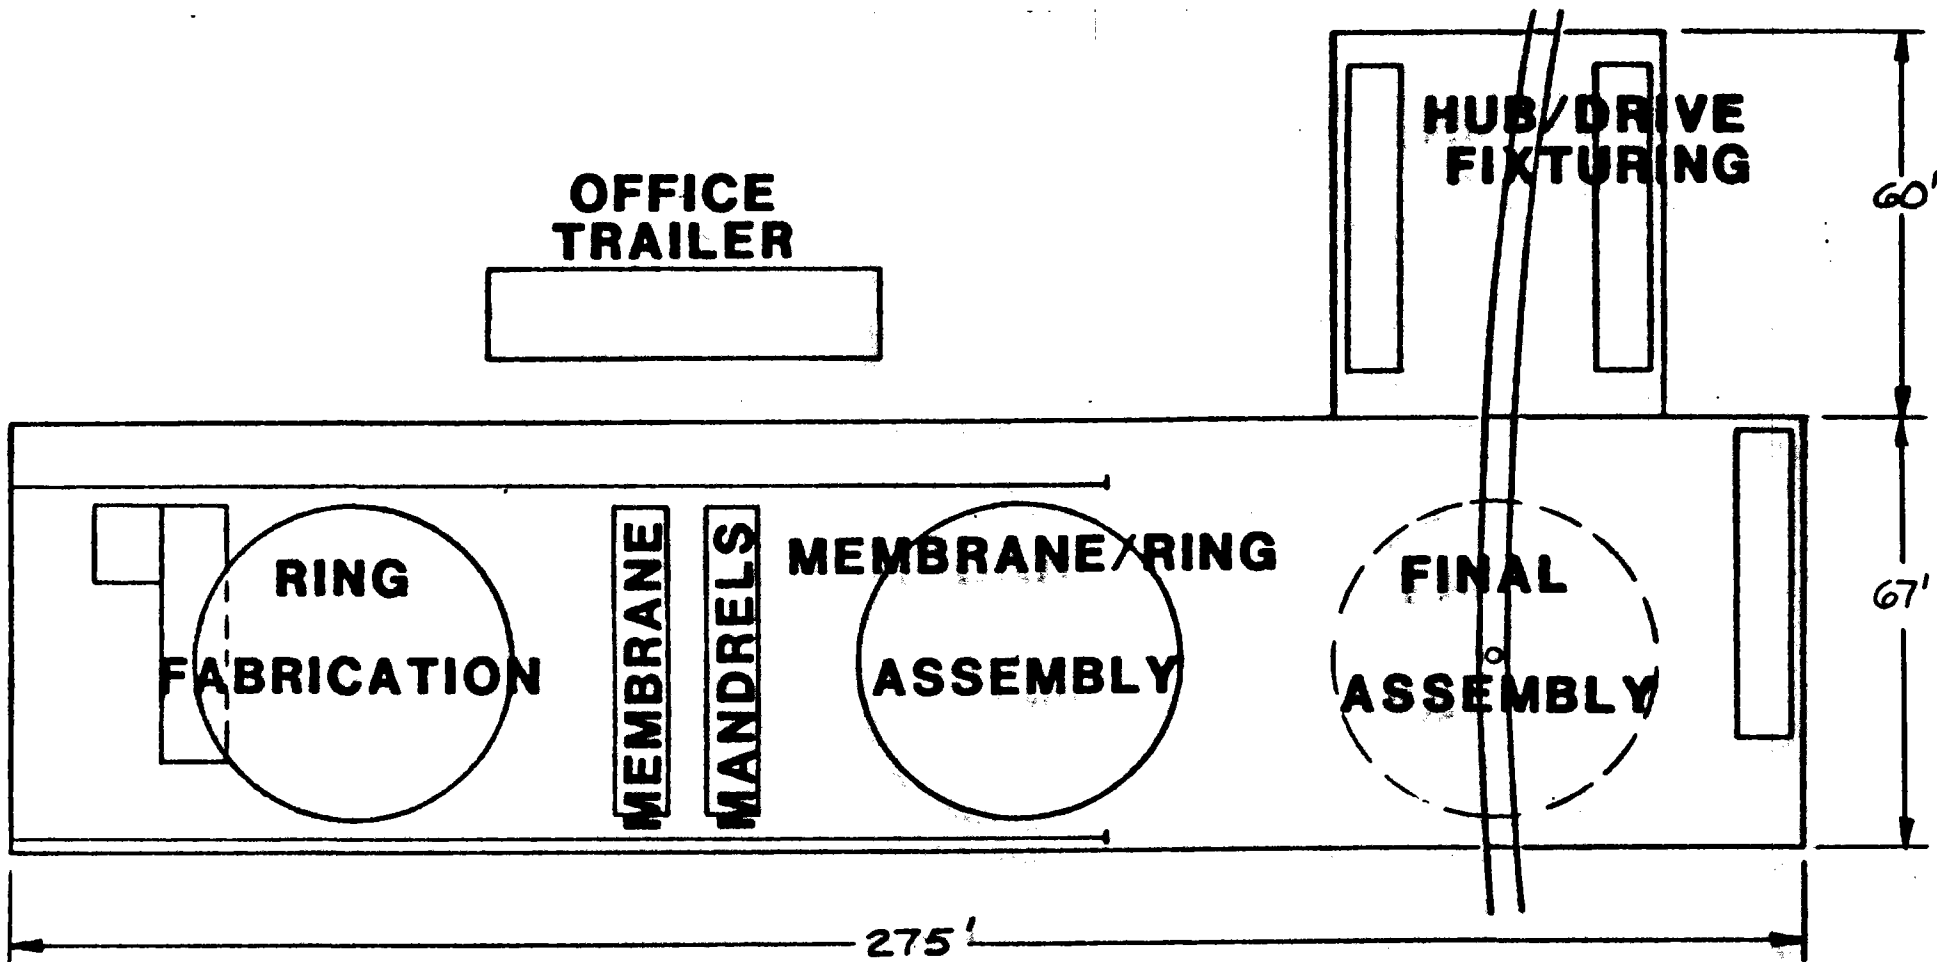 HUB/DRIVE
FIXTURING
60'
OFFICE
TRAILER
RING
FABRICATION
MEMBRANE
MANDRELS
MEMBRANE/RING
ASSEMBLY
FINAL
ASSEMBLY
67'
275'